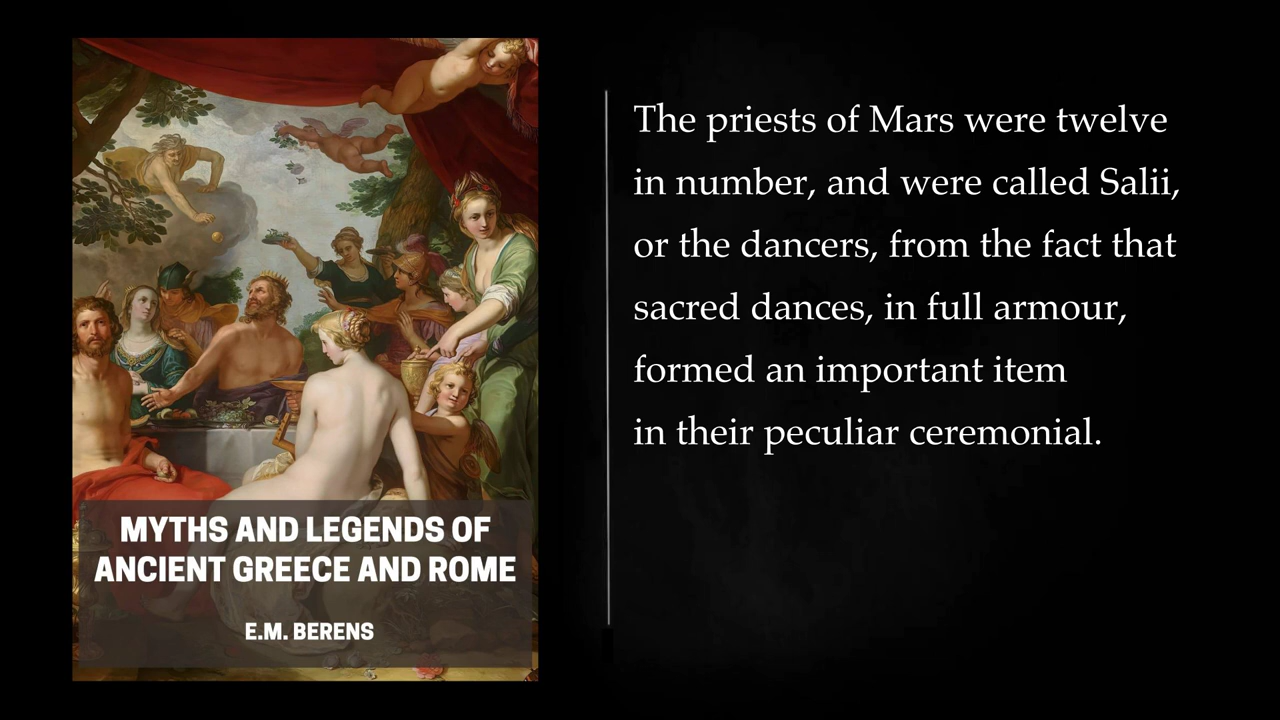 MYTHS AND LEGENDS OF
ANCIENT GREECE AND ROME
E.M. BERENS
The priests of Mars were twelve
in number, and were called Salii,
or the dancers, from the fact that
sacred dances, in full armour,
formed an important item
in their peculiar ceremonial.